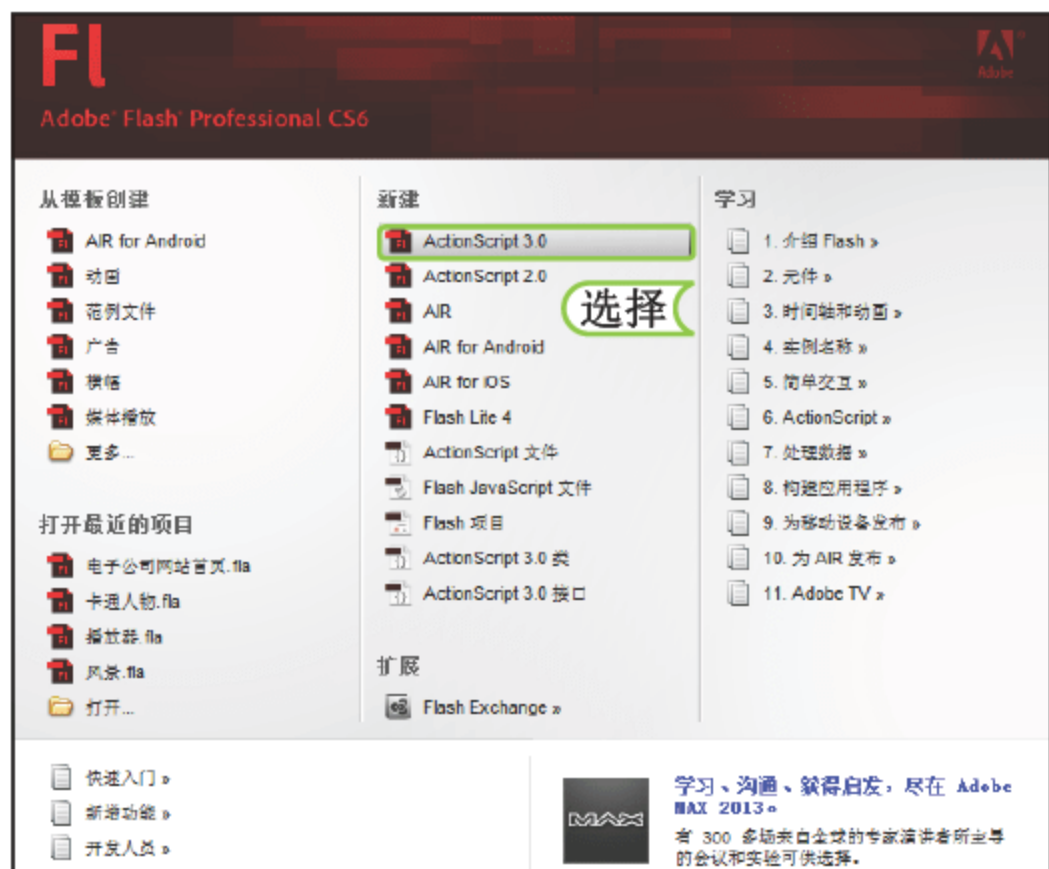 Fl
Adobe
Adobe® Flash® Professional CS6
从模板创建
AIR for Android
动画
范例文件
广告
横幅
媒体播放
更多...
打开最近的项目
电子公司网站首页.fla
卡通人物.fla
播放器.fla
风景.fla
打开...
新建
ActionScript 3.0
ActionScript 2.0
选择
AIR
AIR for Android
AIR for iOS
Flash Lite 4
ActionScript 文件
Flash JavaScript 文件
Flash 项目
ActionScript 3.0 类
ActionScript 3.0 接口
扩展
Flash Exchange »
学习
1. 介绍 Flash »
2. 元件 »
3. 时间轴和动画 »
4. 实例名称 »
5. 简单交互 »
6. ActionScript »
7. 处理数据 »
8. 构建应用程序 »
9. 为移动设备发布 »
10. 为 AIR 发布 »
11. Adobe TV »
快速入门 »
新增功能 »
开发人员 »
MAX
学习、沟通、获得启发,尽在 Adobe
MAX 2013。
有 300 多场来自全球的专家演讲者所主导
的会议和实验可供选择。